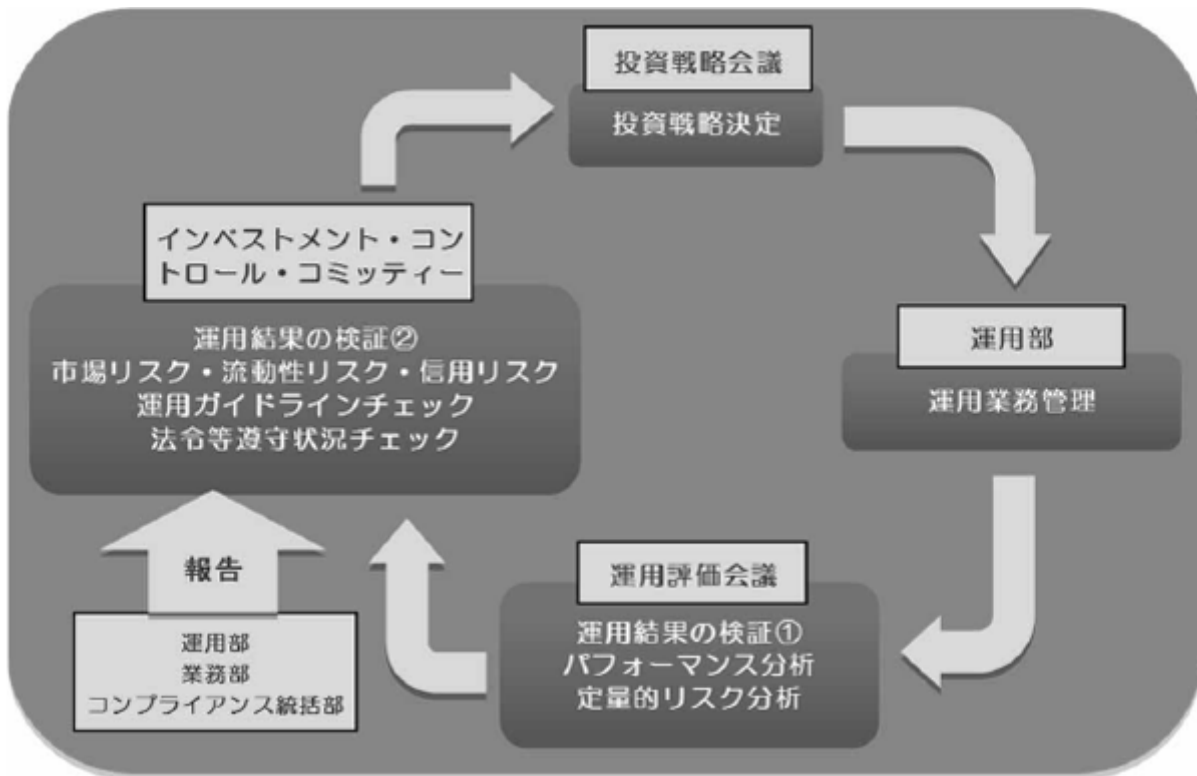 投資戦略会議
投資戦略決定
インベストメント・コン
トロール・コミッティー
運用結果の検証②
市場リスク・流動性リスク・信用リスク
運用ガイドラインチェック
法令等遵守状況チェック
運用部
運用業務管理
運用評価会議
運用結果の検証①
パフォーマンス分析
定量的リスク分析
報告
運用部
業務部
コンプライアンス統括部